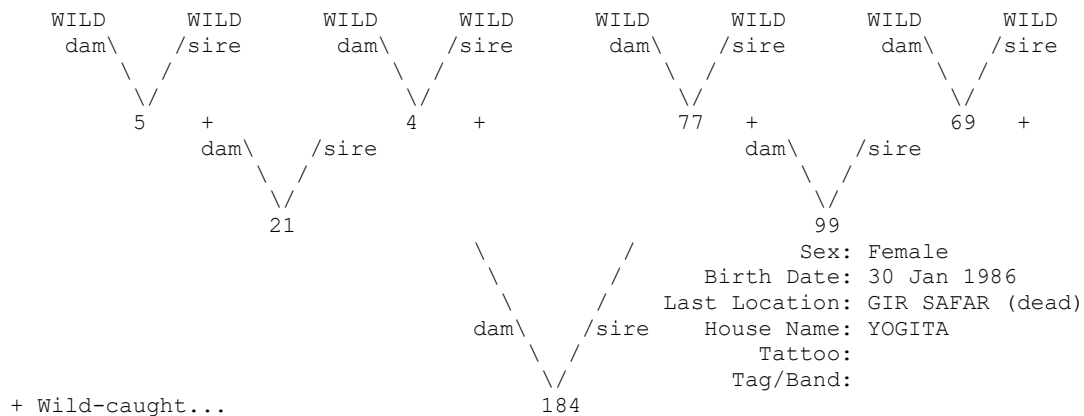 WILD WILD WILD WILD WILD WILD WILD WILD
dam\ /sire dam\ /sire dam\ /sire dam\ /sire
\ / \ / \ / \ /
\/ \/ \/ \/
5 + 4 + 77 + 69 +
dam\ /sire dam\ /sire
\ / \ /
\/ \/
21 99
\ / Sex: Female
\ / Birth Date: 30 Jan 1986
\ / Last Location: GIR SAFAR (dead)
dam\ /sire House Name: YOGITA
\ / Tattoo:
\/ Tag/Band:
+ Wild-caught... 184